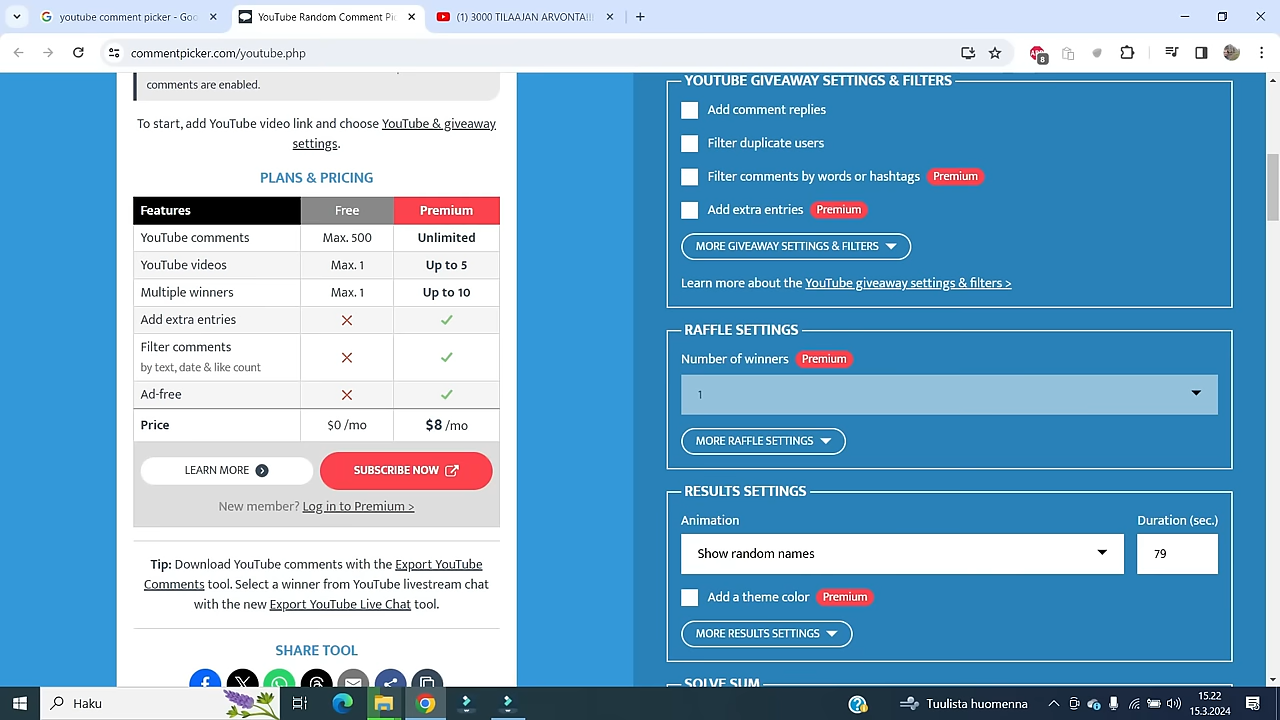 youtube comment picker - Goo
YouTube Random Comment Pic
(1) 3000 TILAAJAN ARVONTA!!
commentpicker.com/youtube.php
8
comments are enabled.
To start, add YouTube video link and choose YouTube & giveaway
settings.
PLANS & PRICING
Features Free Premium
YouTube comments Max. 500 Unlimited
YouTube videos Max. 1 Up to 5
Multiple winners Max. 1 Up to 10
Add extra entries
Filter comments
by text, date & like count
Ad-free
Price $0 /mo $8 /mo
LEARN MORE SUBSCRIBE NOW
New member? Log in to Premium >
Tip: Download YouTube comments with the Export YouTube
Comments tool. Select a winner from YouTube livestream chat
with the new Export YouTube Live Chat tool.
SHARE TOOL
YOUTUBE GIVEAWAY SETTINGS & FILTERS
Add comment replies
Filter duplicate users
Filter comments by words or hashtags Premium
Add extra entries Premium
MORE GIVEAWAY SETTINGS & FILTERS
Learn more about the YouTube giveaway settings & filters >
RAFFLE SETTINGS
Number of winners Premium
1
MORE RAFFLE SETTINGS
RESULTS SETTINGS
Animation Duration (sec.)
Show random names 79
Add a theme color Premium
MORE RESULTS SETTINGS
SOLVE SUM
Haku
Tuulista huomenna
15.22
15.3.2024